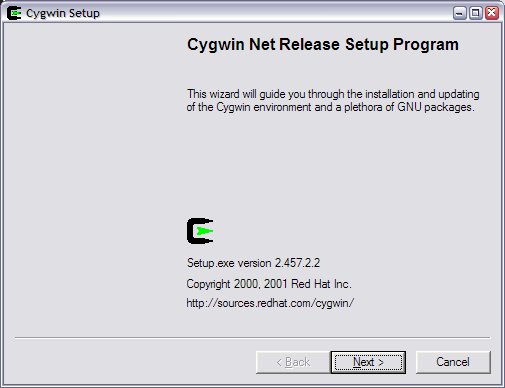 Cygwin Setup
Cygwin Net Release Setup Program
This wizard will guide you through the installation and updating
of the Cygwin environment and a plethora of GNU packages.
Setup.exe version 2.457.2.2
Copyright 2000, 2001 Red Hat Inc.
http://sources.redhat.com/cygwin/
< Back
Next >
Cancel